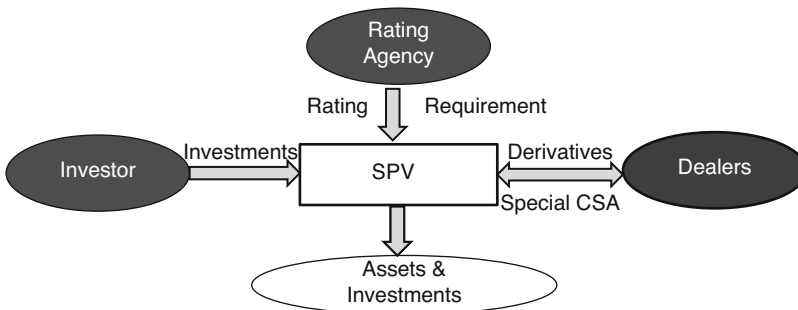 Rating
Agency
Rating Requirement
Investor
Investments
SPV
Derivatives
Special CSA
Dealers
Assets &
Investments